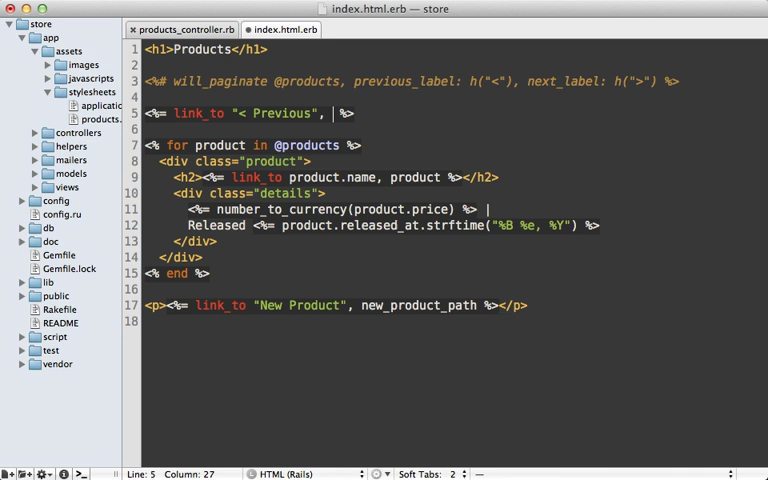 index.html.erb — store
store
app
assets
images
javascripts
stylesheets
applicatic
products.
controllers
helpers
mailers
models
views
config
config.ru
db
doc
Gemfile
Gemfile.lock
lib
public
Rakefile
README
script
test
vendor
products_controller.rb
index.html.erb
1 <h1>Products</h1>
2
3 <%# will_paginate @products, previous_label: h("<"), next_label: h(">") %>
4
5 <%= link_to "< Previous", %>
6
7 <% for product in @products %>
8 <div class="product">
9 <h2><%= link_to product.name, product %></h2>
10 <div class="details">
11 <%= number_to_currency(product.price) %> |
12 Released <%= product.released_at.strftime("%B %e, %Y") %>
13 </div>
14 </div>
15 <% end %>
16
17 <p><%= link_to "New Product", new_product_path %></p>
18
Line: 5 Column: 27 HTML (Rails) Soft Tabs: 2 —